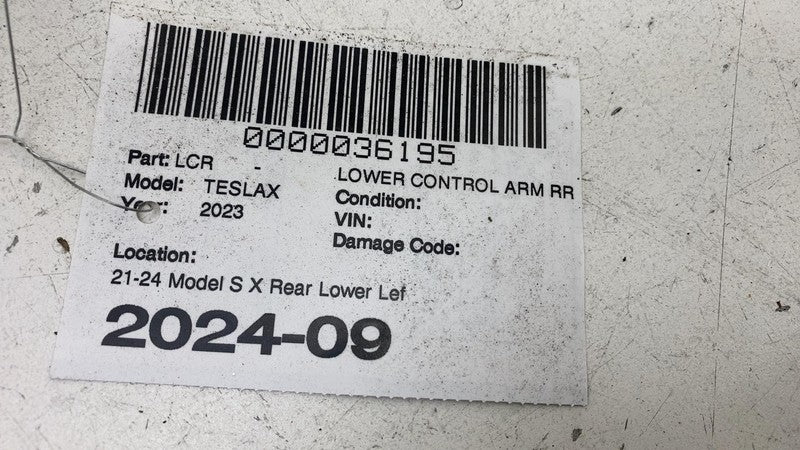 0000036195
Part: LCR - LOWER CONTROL ARM RR
Model: TESLAX Condition:
Year: 2023 VIN:
Damage Code:
Location:
21-24 Model S X Rear Lower Lef
2024-09